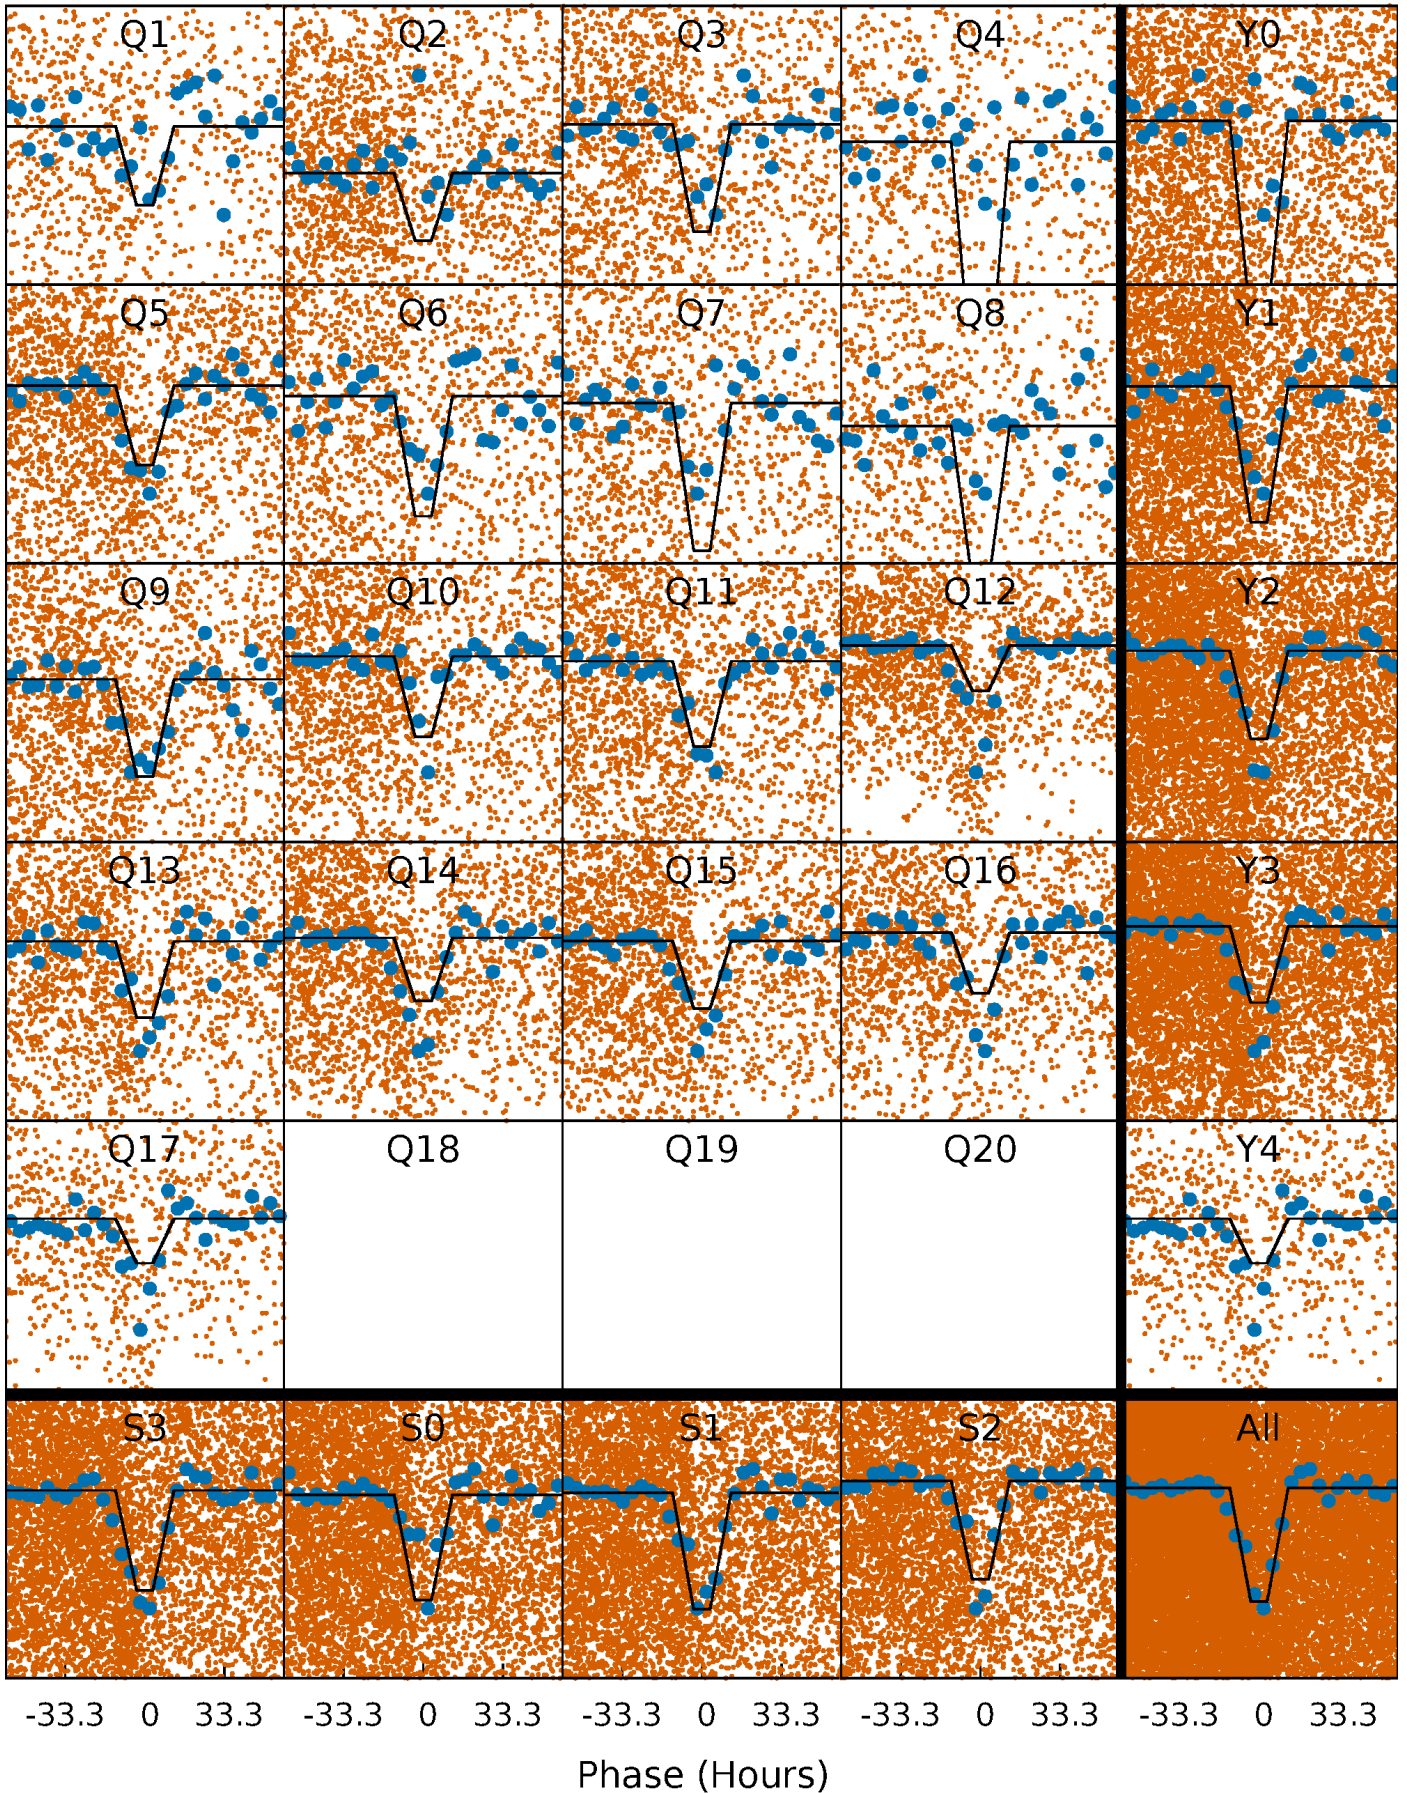 Q1 Q2 Q3 Q4 Y0
Q5 Q6 Q7 Q8 Y1
Q9 Q10 Q11 Q12 Y2
Q13 Q14 Q15 Q16 Y3
Q17 Q18 Q19 Q20 Y4
S3 S0 S1 S2 All
-33.3 0 33.3 -33.3 0 33.3 -33.3 0 33.3 -33.3 0 33.3 -33.3 0 33.3
Phase (Hours)